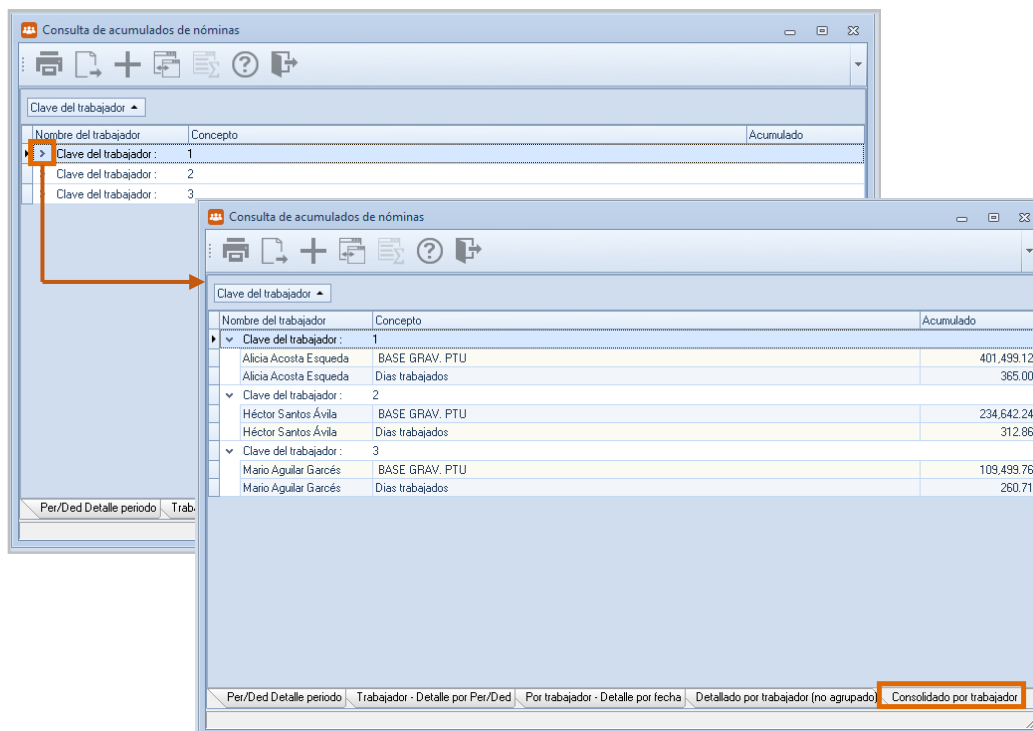 Consulta de acumulados de nóminas
Clave del trabajador
Nombre del trabajador Concepto Acumulado
Clave del trabajador : 1
Clave del trabajador : 2
Clave del trabajador : 3
Per/Ded Detalle periodo Trab
Consulta de acumulados de nóminas
Clave del trabajador
Nombre del trabajador Concepto Acumulado
Clave del trabajador : 1
Alicia Acosta Esqueda BASE GRAV. PTU 401,499.12
Alicia Acosta Esqueda Dias trabajados 365.00
Clave del trabajador : 2
Héctor Santos Ávila BASE GRAV. PTU 234,642.24
Héctor Santos Ávila Dias trabajados 312.86
Clave del trabajador : 3
Mario Aguilar Garcés BASE GRAV. PTU 109,499.76
Mario Aguilar Garcés Dias trabajados 260.71
Per/Ded Detalle periodo Trabajador - Detalle por Per/Ded Por trabajador - Detalle por fecha Detallado por trabajador (no agrupado) Consolidado por trabajador